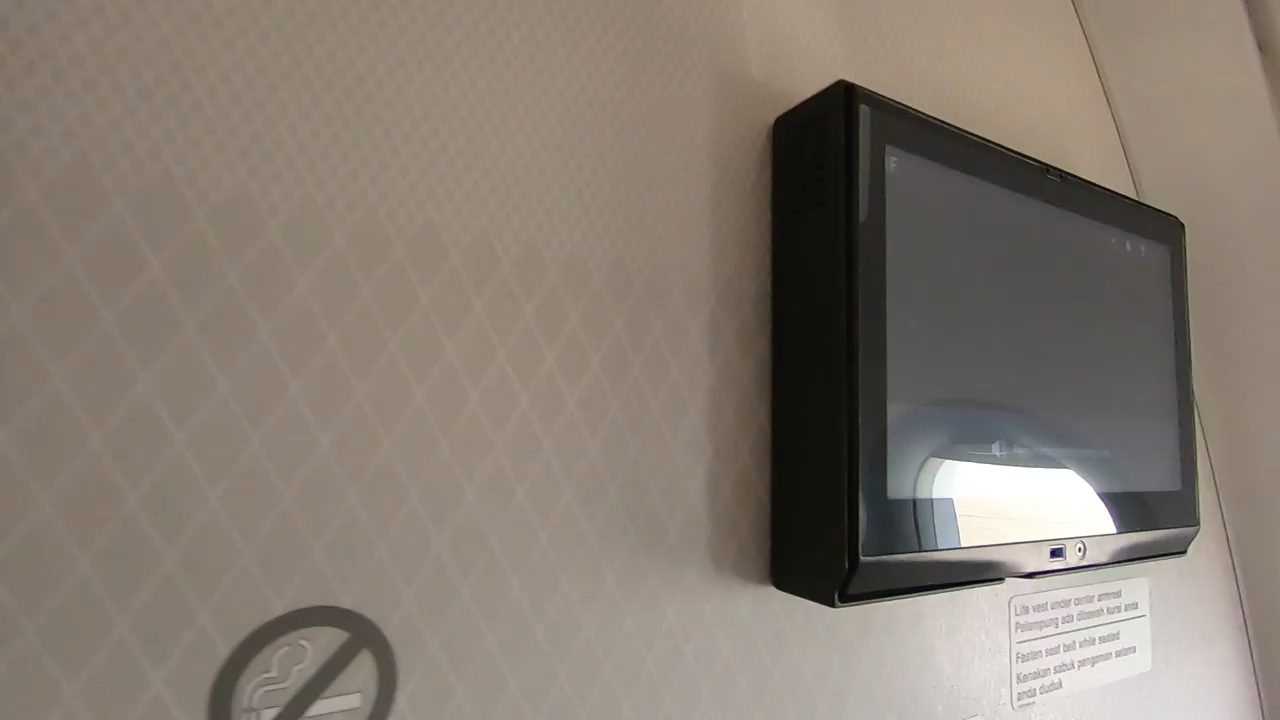 Life vest under center armrest
Pelampung ada dibawah kursi anda
Fasten seat belt while seated
Kenakan sabuk pengaman selama
anda duduk